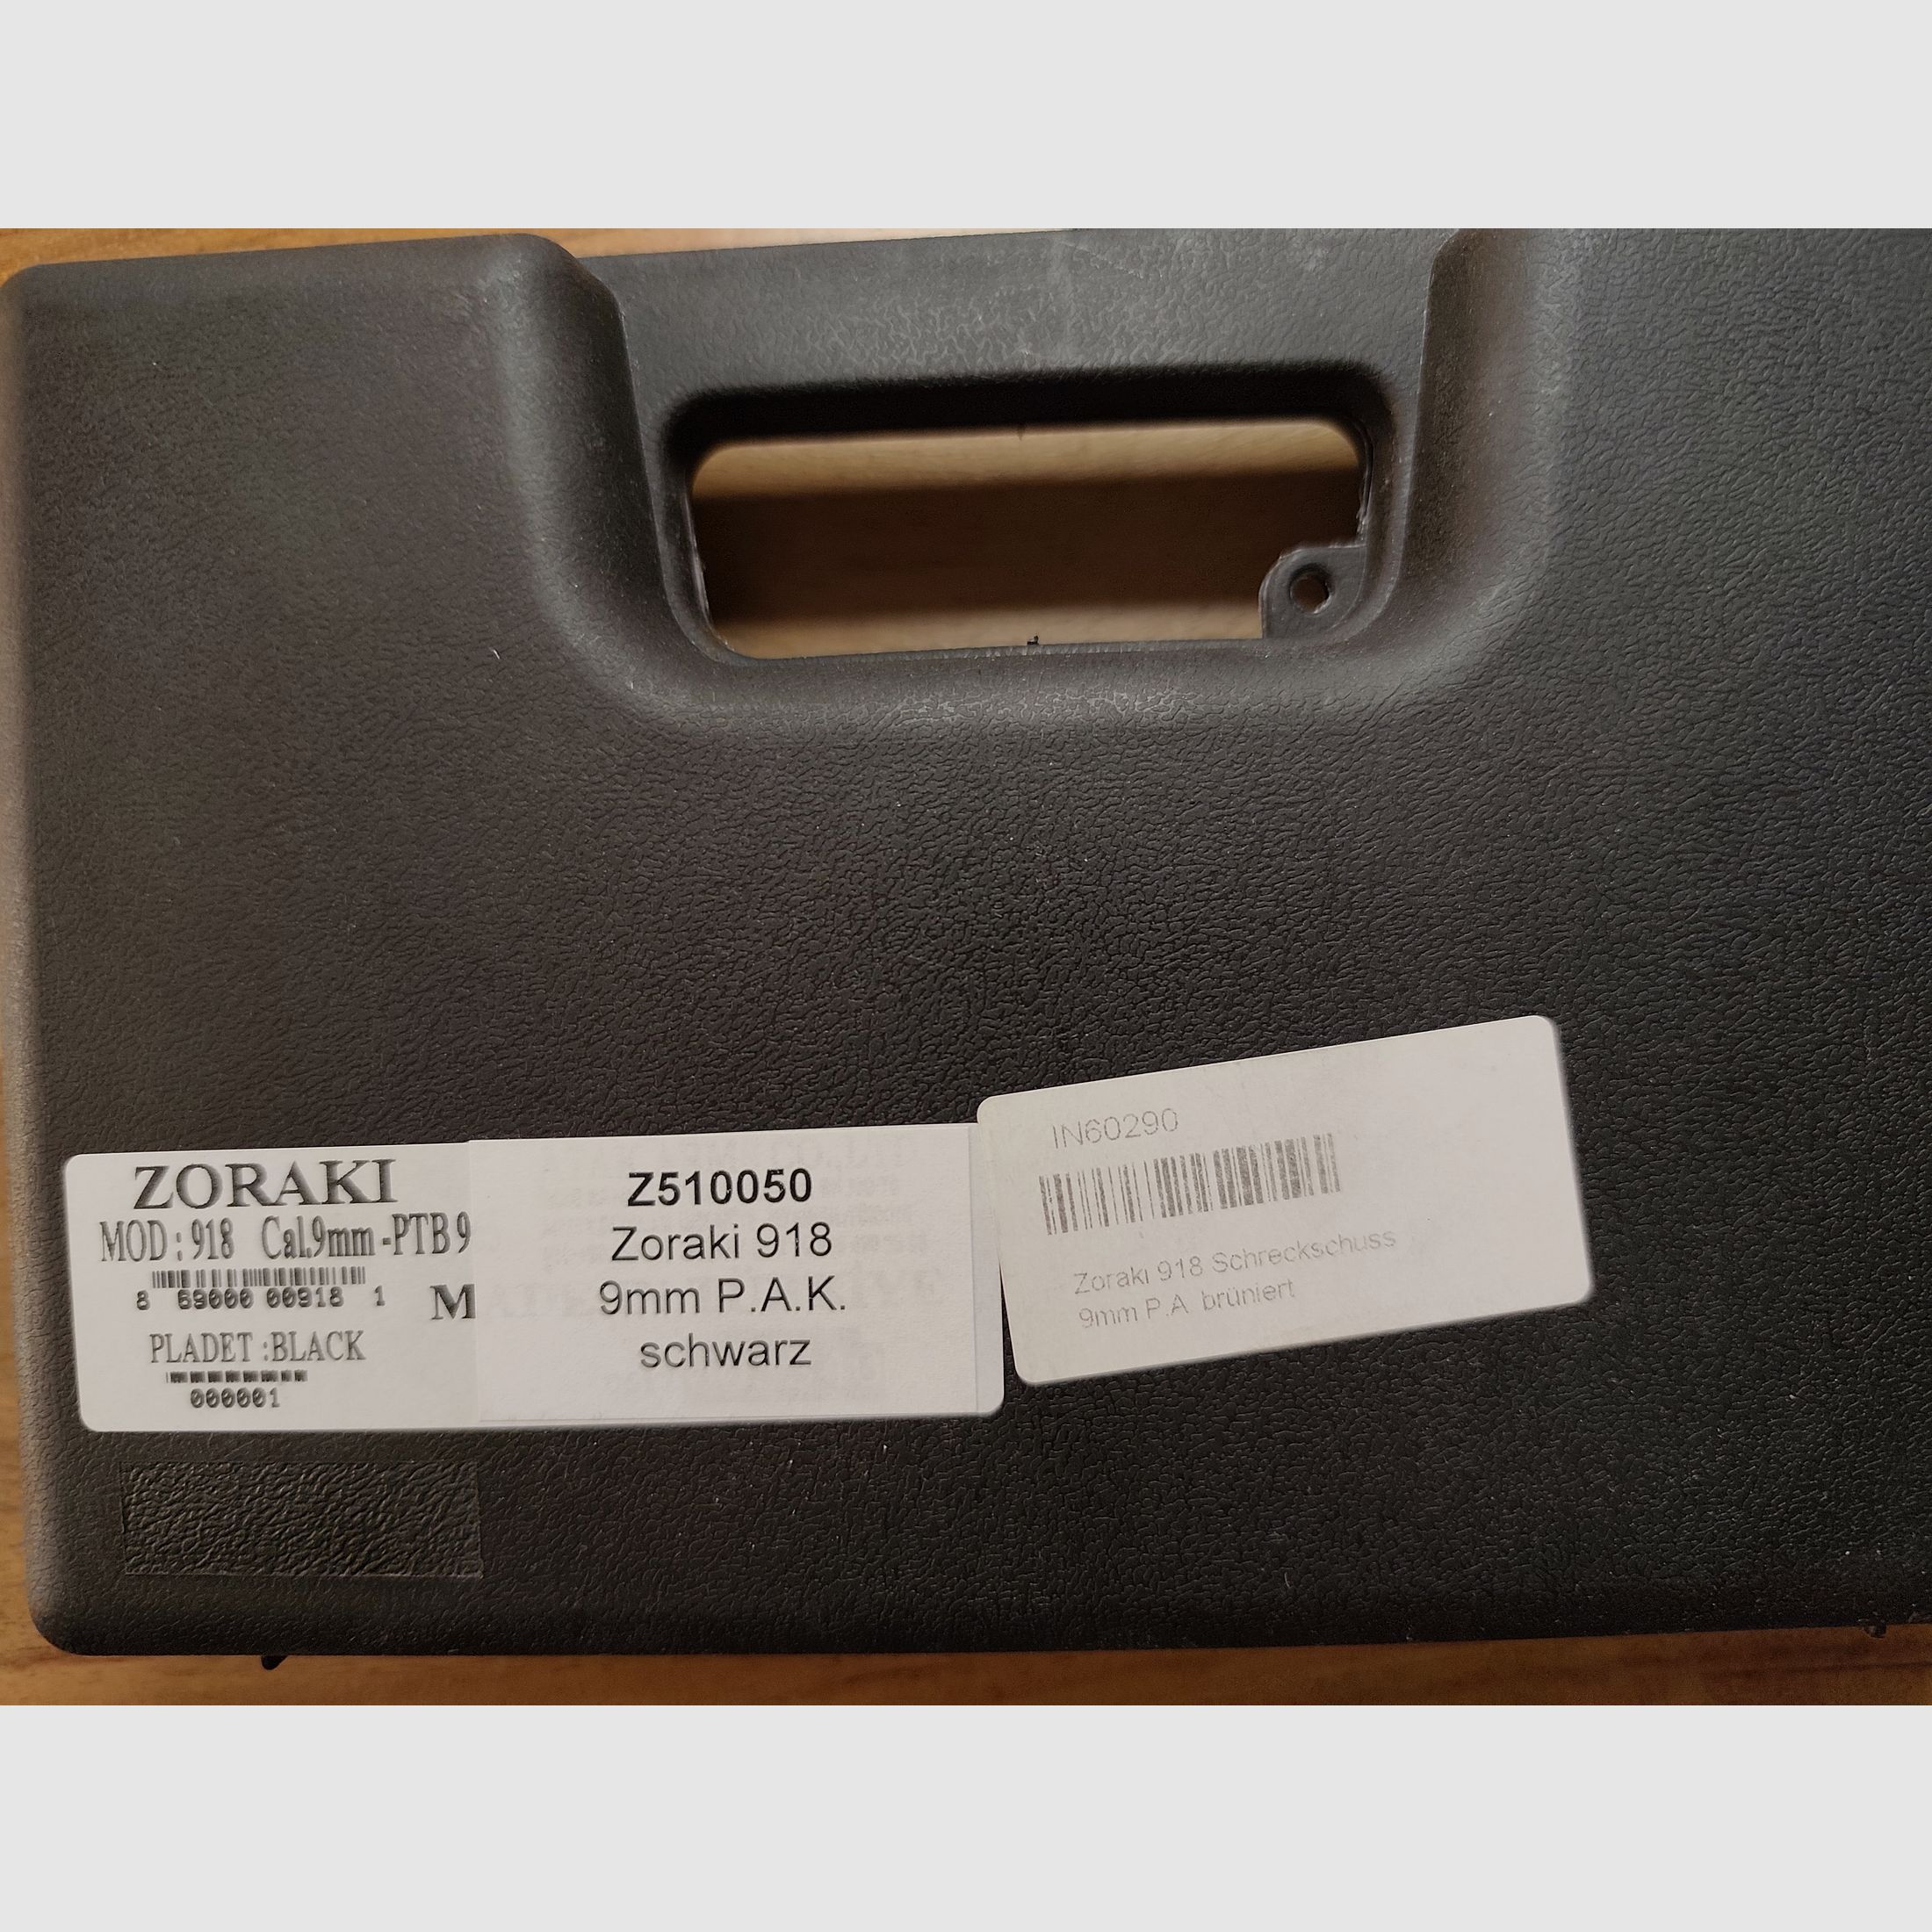 ZORAKI
MOD : 918 Cal.9mm -PTB 9
8 69000 00918 1
M
PLADET :BLACK
000001
Z510050
Zoraki 918
9mm P.A.K.
schwarz
IN60290
Zoraki 918 Schreckschuss
9mm P.A. brüniert